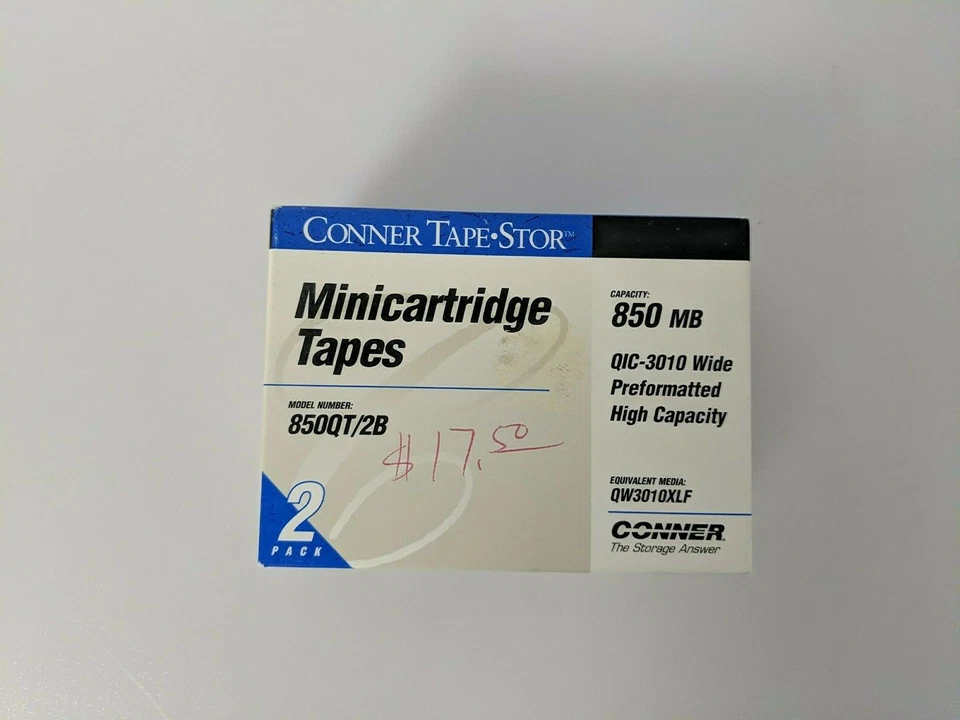 CONNER TAPE•STOR™
Minicartridge
Tapes
MODEL NUMBER:
850QT/2B
$17.50
2
PACK
CAPACITY:
850 MB
QIC-3010 Wide
Preformatted
High Capacity
EQUIVALENT MEDIA:
QW3010XLF
CONNER
The Storage Answer